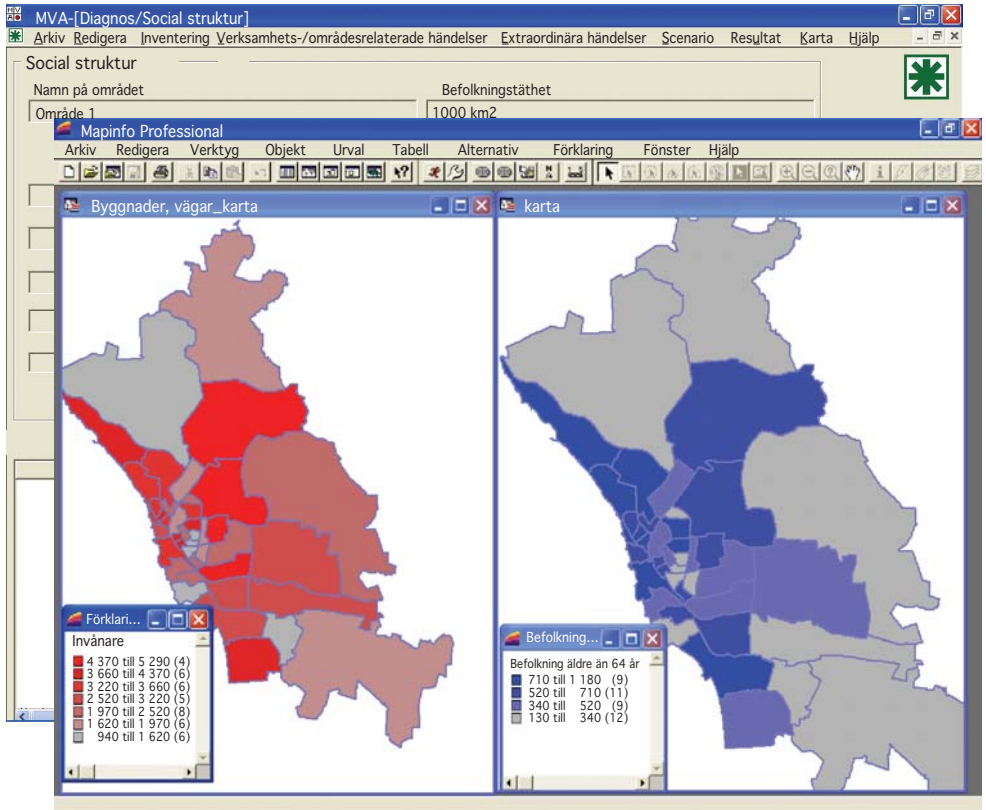 MVA-[Diagnos/Social struktur]
Arkiv Redigera Inventering Verksamhets-/områdesrelaterade händelser Extraordinära händelser Scenario Resultat Karta Hjälp
Social struktur
Namn på området
Befolkningstäthet
Område 1
1000 km2
Mapinfo Professional
Arkiv Redigera Verktyg Objekt Urval Tabell Alternativ Förklaring Fönster Hjälp
Byggnader, vägar_karta
karta
Förklari...
Invånare
4 370 till 5 290 (4)
3 660 till 4 370 (6)
3 220 till 3 660 (6)
2 520 till 3 220 (5)
1 970 till 2 520 (8)
1 620 till 1 970 (6)
940 till 1 620 (6)
Befolkning...
Befolkning äldre än 64 år
710 till 1 180 (9)
520 till 710 (11)
340 till 520 (9)
130 till 340 (12)